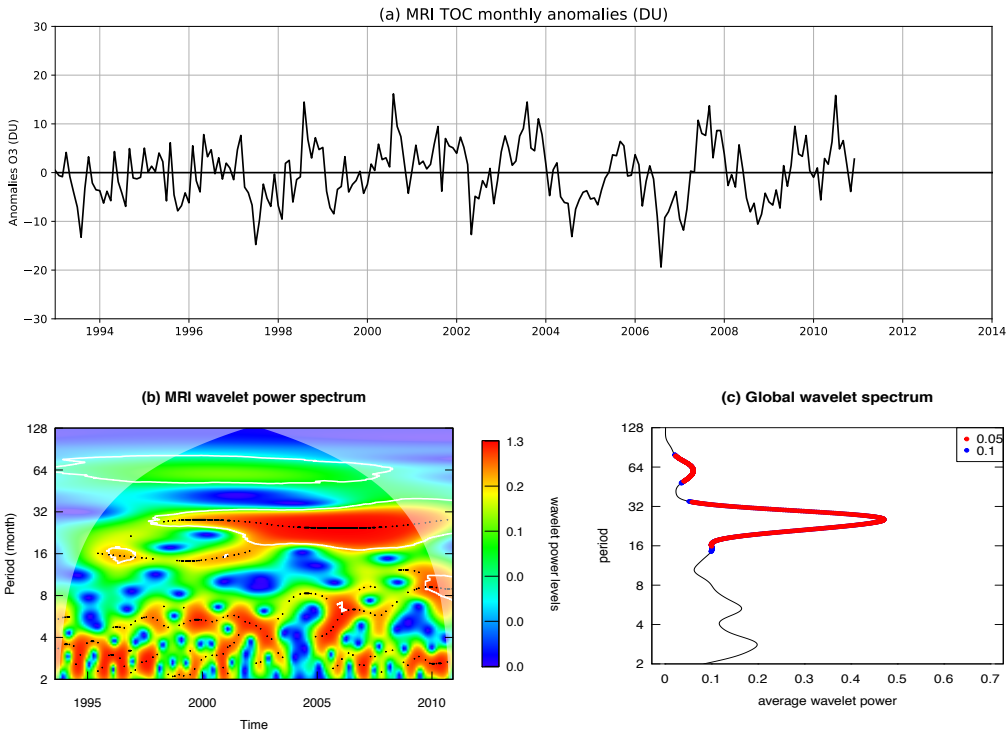 (a) MRI TOC monthly anomalies (DU)
Anomalies O3 (DU)
30
20
10
0
−10
−20
−30
1994 1996 1998 2000 2002 2004 2006 2008 2010 2012 2014
(b) MRI wavelet power spectrum
Period (month)
128
64
32
16
8
4
2
1995 2000 2005 2010
Time
1.3
0.2
0.1
0.0
0.0
0.0
wavelet power levels
(c) Global wavelet spectrum
0.05
0.1
period
128
64
32
16
8
4
2
0 0.1 0.2 0.3 0.4 0.5 0.6 0.7
average wavelet power